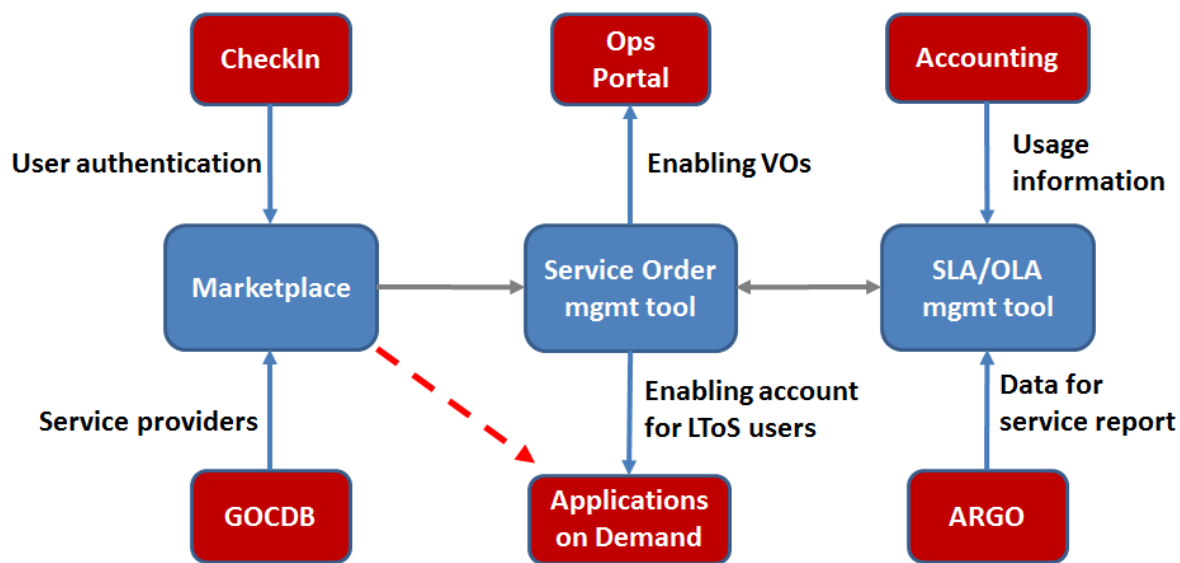 CheckIn
Ops
Portal
Accounting
User authentication
Enabling VOs
Usage
information
Marketplace
Service Order
mgmt tool
SLA/OLA
mgmt tool
Service providers
Enabling account
for LToS users
Data for
service report
GOCDB
Applications
on Demand
ARGO